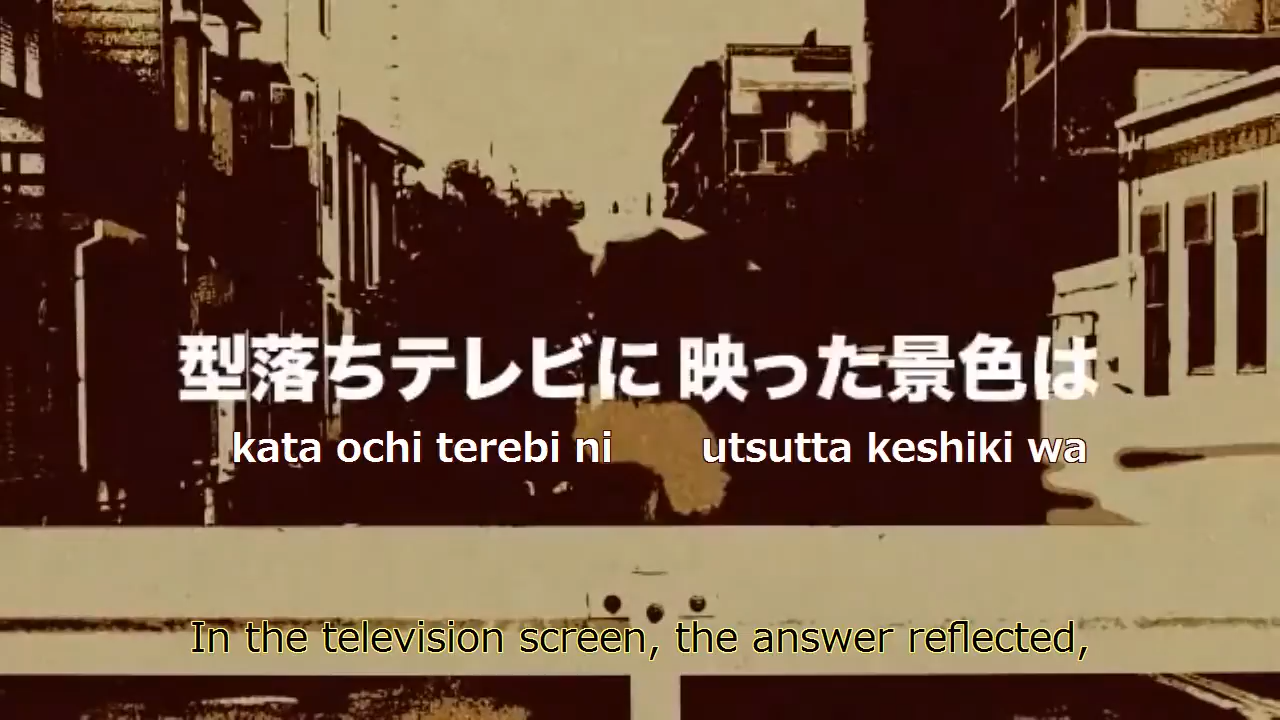 型落ちテレビに 映った景色は
kata ochi terebi ni utsutta keshiki wa
In the television screen, the answer reflected,